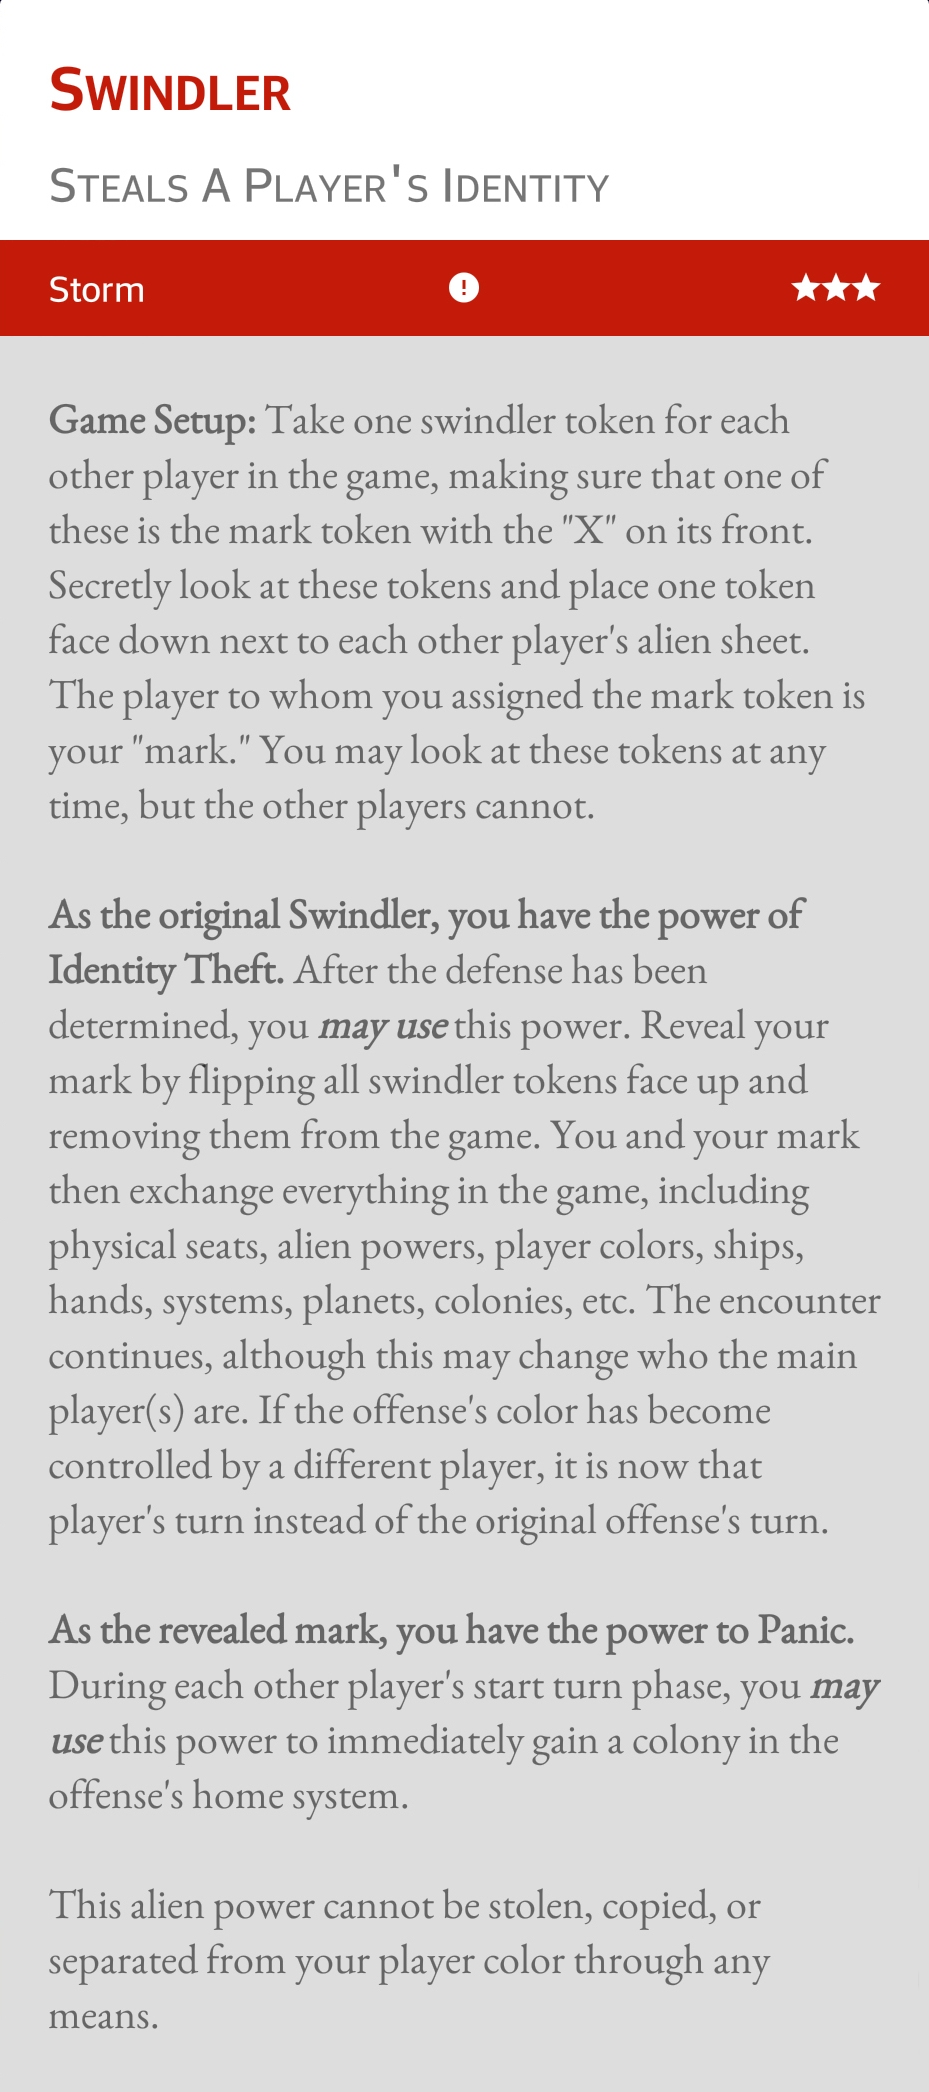 Swindler
Steals A Player's Identity
Storm
Game Setup: Take one swindler token for each
other player in the game, making sure that one of
these is the mark token with the "X" on its front.
Secretly look at these tokens and place one token
face down next to each other player's alien sheet.
The player to whom you assigned the mark token is
your "mark." You may look at these tokens at any
time, but the other players cannot.
As the original Swindler, you have the power of
Identity Theft. After the defense has been
determined, you may use this power. Reveal your
mark by flipping all swindler tokens face up and
removing them from the game. You and your mark
then exchange everything in the game, including
physical seats, alien powers, player colors, ships,
hands, systems, planets, colonies, etc. The encounter
continues, although this may change who the main
player(s) are. If the offense's color has become
controlled by a different player, it is now that
player's turn instead of the original offense's turn.
As the revealed mark, you have the power to Panic.
During each other player's start turn phase, you may
use this power to immediately gain a colony in the
offense's home system.
This alien power cannot be stolen, copied, or
separated from your player color through any
means.